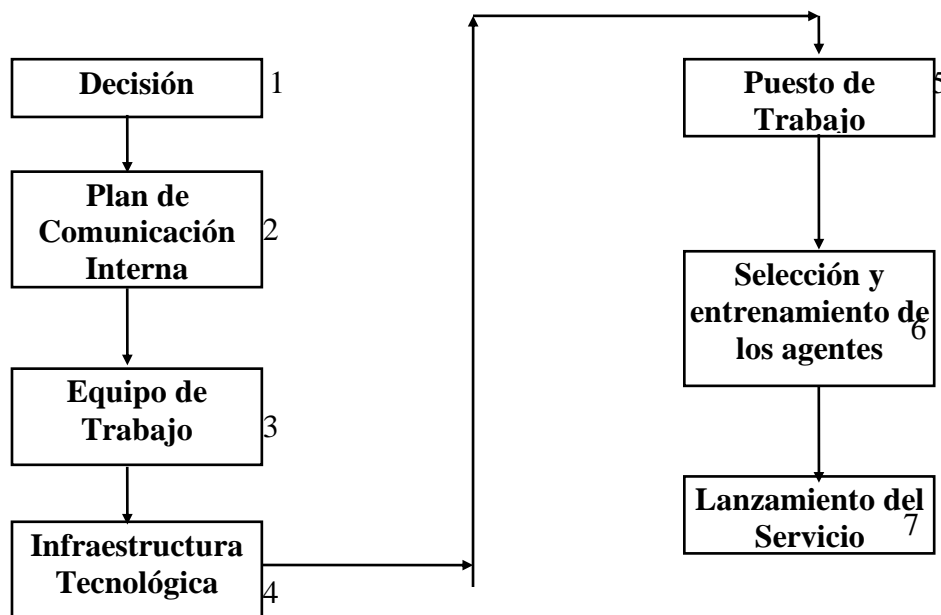 Decisión 1
Plan de
Comunicación 2
Interna
Equipo de
Trabajo 3
Infraestructura
Tecnológica 4
Puesto de 5
Trabajo
Selección y
entrenamiento de
los agentes 6
Lanzamiento del
Servicio 7